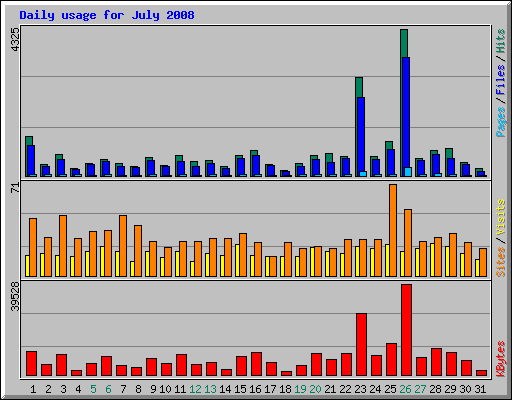 Daily usage for July 2008
4325
Pages / Files / Hits
71
Sites / Visits
39528
KBytes
1 2 3 4 5 6 7 8 9 10 11 12 13 14 15 16 17 18 19 20 21 22 23 24 25 26 27 28 29 30 31